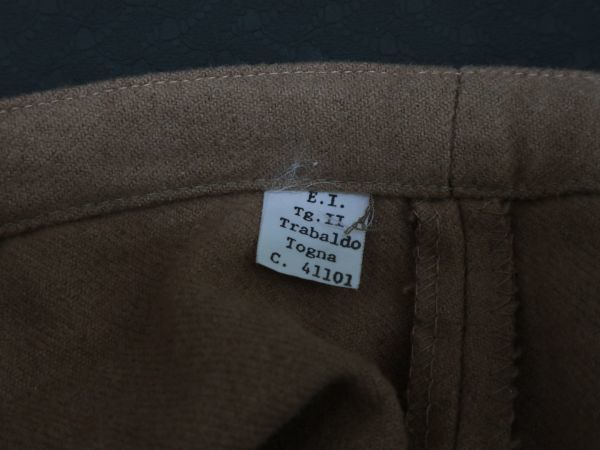 E.I.
Tg. II
Trabaldo
Togna
C. 41101